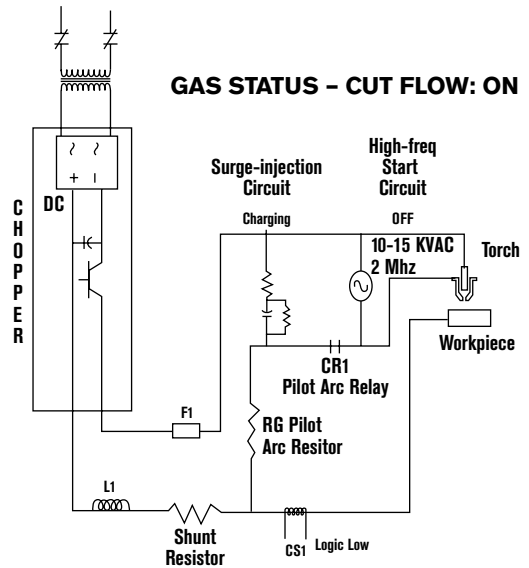 GAS STATUS – CUT FLOW: ON
CHOPPER
DC
+ –
Surge-injection
Circuit
Charging
High-freq
Start
Circuit
OFF
10-15 KVAC
2 Mhz
Torch
Workpiece
CR1
Pilot Arc Relay
F1
RG Pilot
Arc Resitor
L1
Shunt
Resistor
CS1
Logic Low